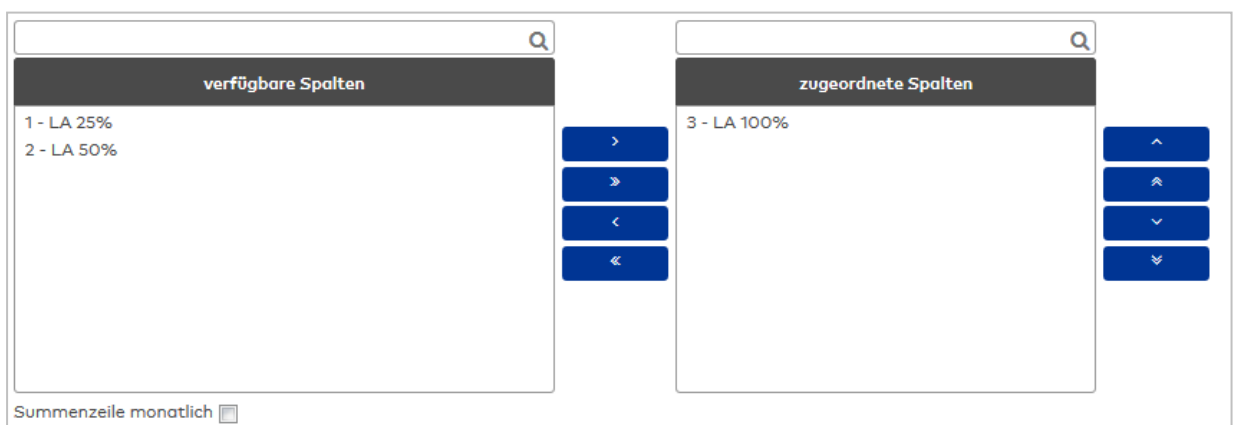 verfügbare Spalten
1 - LA 25%
2 - LA 50%
zugeordnete Spalten
3 - LA 100%
Summenzeile monatlich